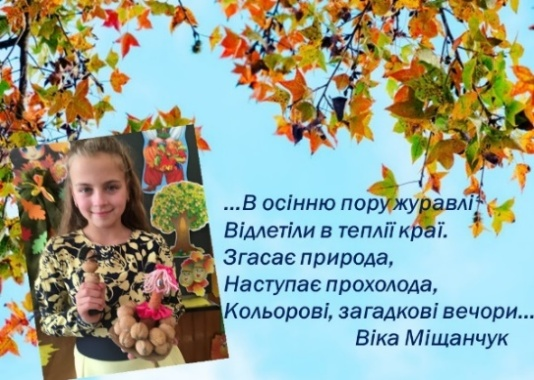 ...В осінню пору журавлі
Відлетіли в теплії краї.
Згасає природа,
Наступає прохолода,
Кольорові, загадкові вечори...
Віка Міщанчук